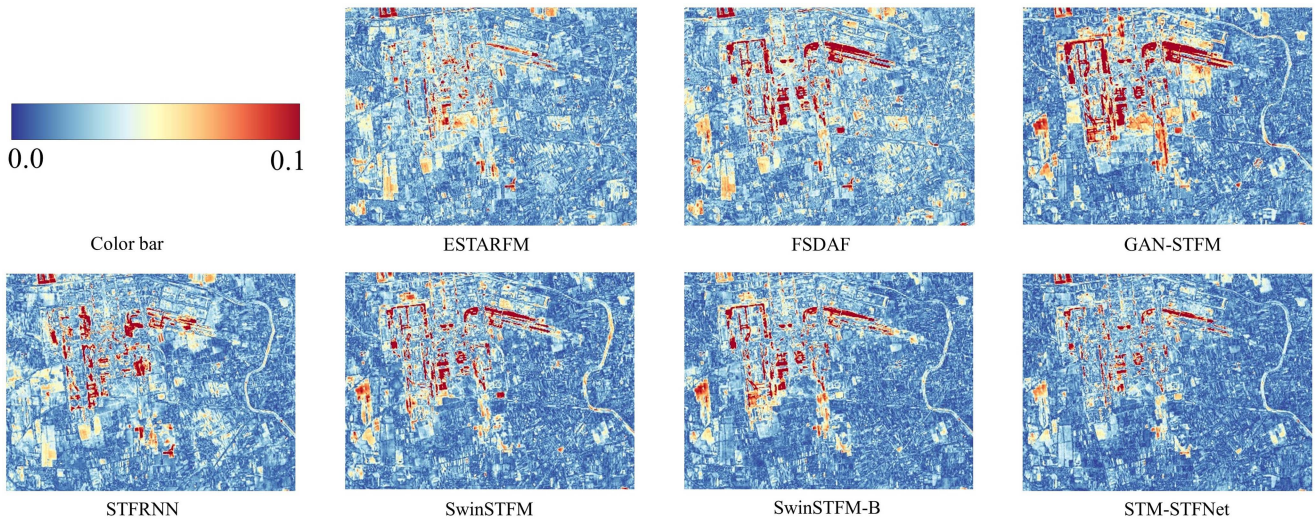 0.0 0.1
Color bar ESTARFM FSDAF GAN-STFM
STFRNN SwinSTFM SwinSTFM-B STM-STFNet